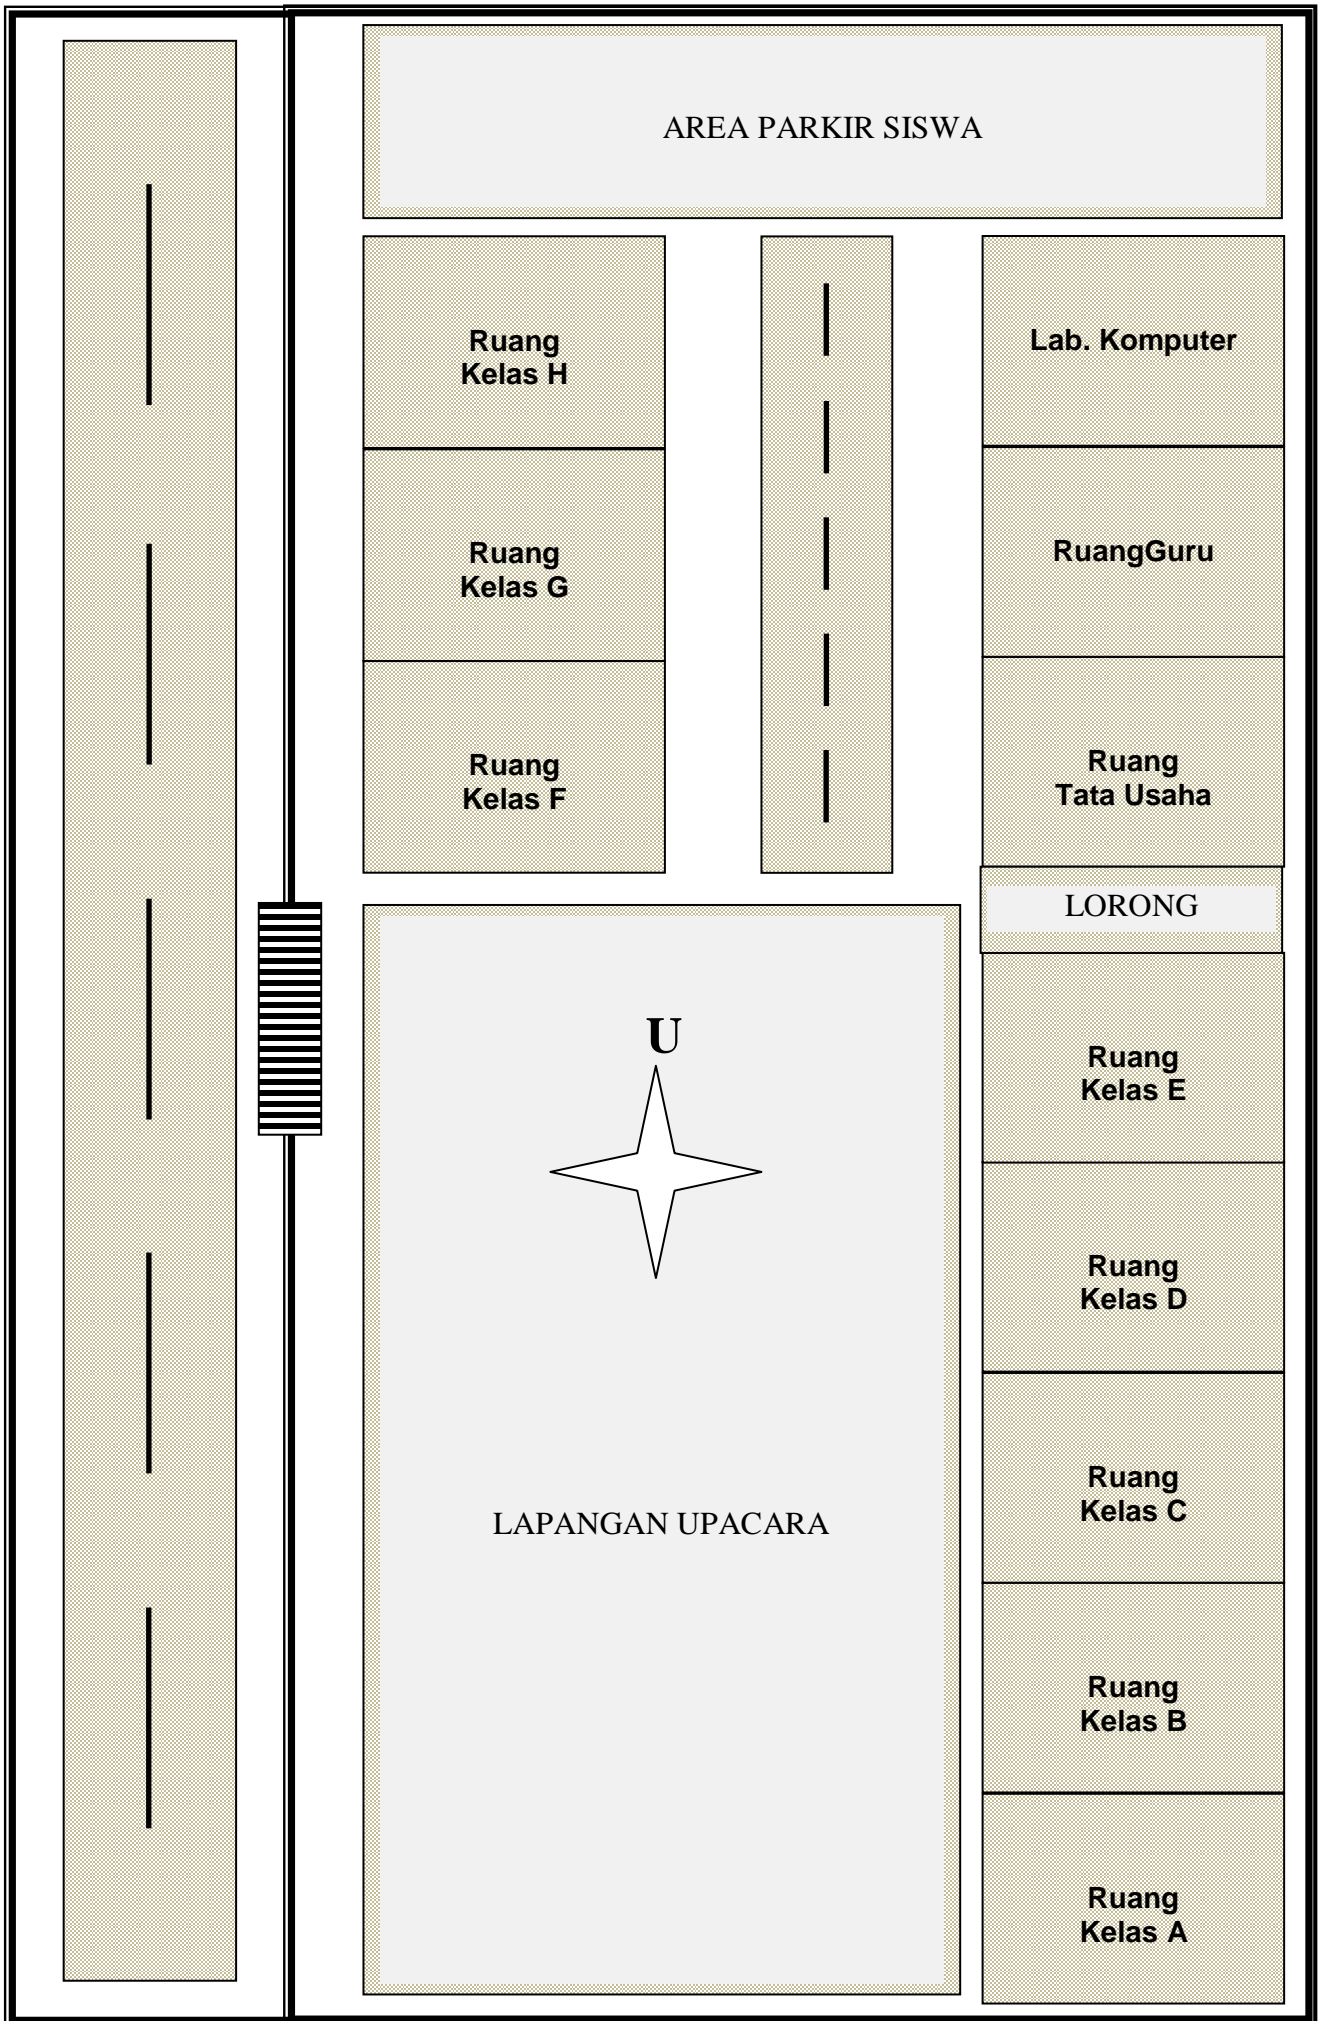 AREA PARKIR SISWA
Ruang
Kelas H
Lab. Komputer
Ruang
Kelas G
RuangGuru
Ruang
Kelas F
Ruang
Tata Usaha
LORONG
U
Ruang
Kelas E
Ruang
Kelas D
Ruang
Kelas C
LAPANGAN UPACARA
Ruang
Kelas B
Ruang
Kelas A